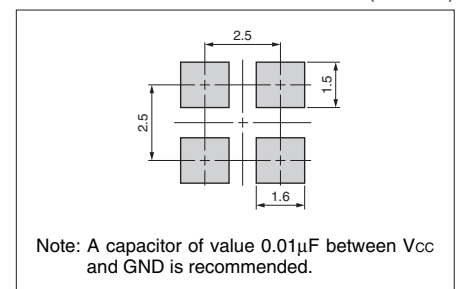 2.5
1.5
2.5
1.6
Note: A capacitor of value 0.01μF between Vcc
and GND is recommended.